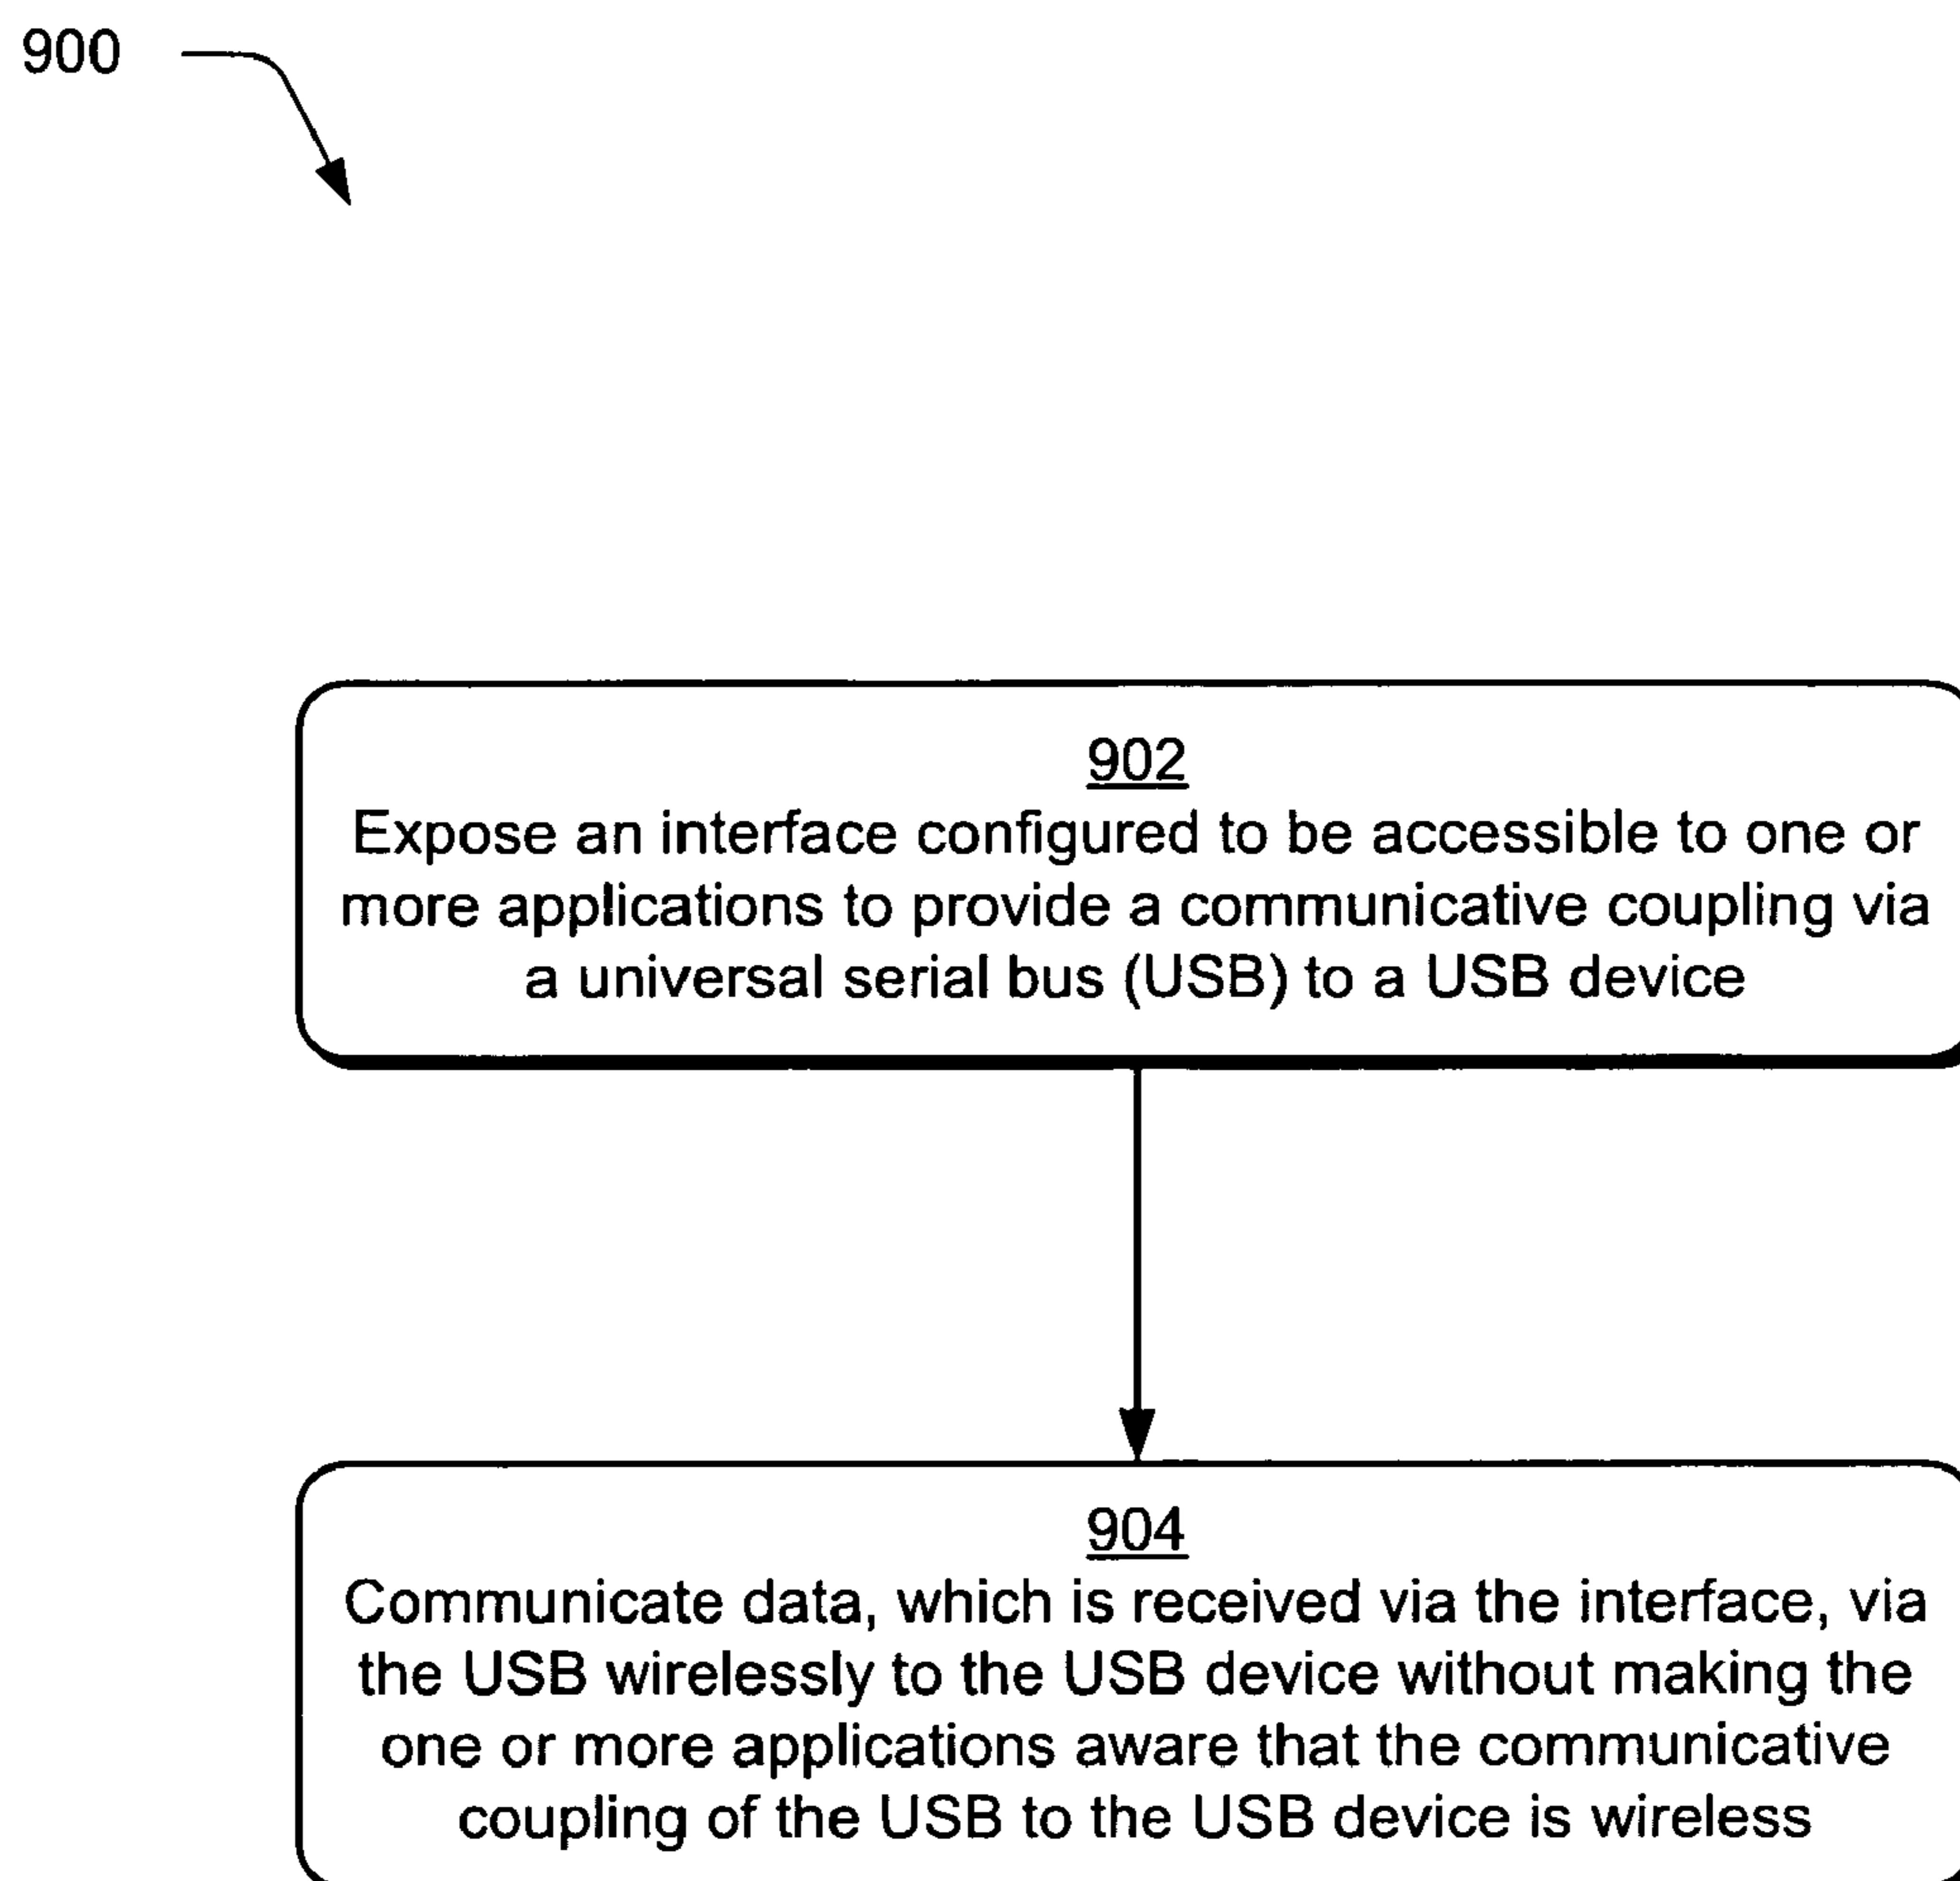 900
902
Expose an interface configured to be accessible to one or
more applications to provide a communicative coupling via
a universal serial bus (USB) to a USB device
904
Communicate data, which is received via the interface, via
the USB wirelessly to the USB device without making the
one or more applications aware that the communicative
coupling of the USB to the USB device is wireless